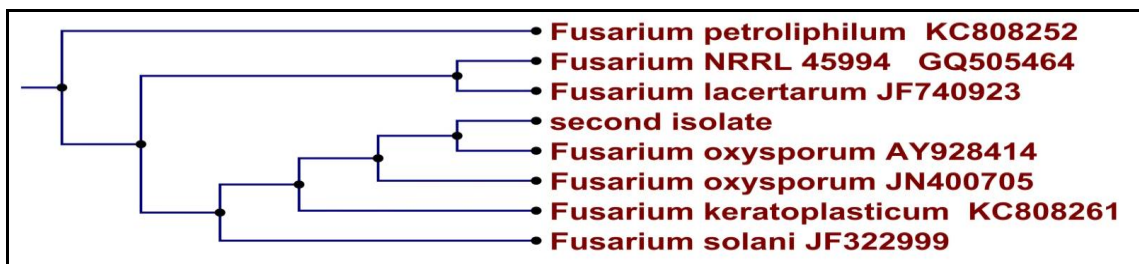 Fusarium petroliphilum KC808252
Fusarium NRRL 45994 GQ505464
Fusarium lacertarum JF740923
second isolate
Fusarium oxysporum AY928414
Fusarium oxysporum JN400705
Fusarium keratoplasticum KC808261
Fusarium solani JF322999